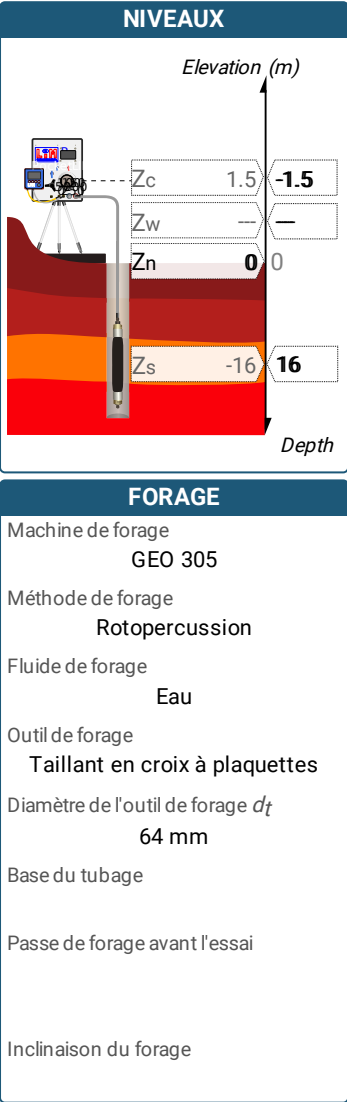 NIVEAUX
Elevation (m)
LIM
Zc 1.5 -1.5
Zw --- ---
Zn 0 0
Zs -16 16
Depth
FORAGE
Machine de forage
GEO 305
Méthode de forage
Rotopercussion
Fluide de forage
Eau
Outil de forage
Taillant en croix à plaquettes
Diamètre de l'outil de forage dt
64 mm
Base du tubage
Passe de forage avant l'essai
Inclinaison du forage